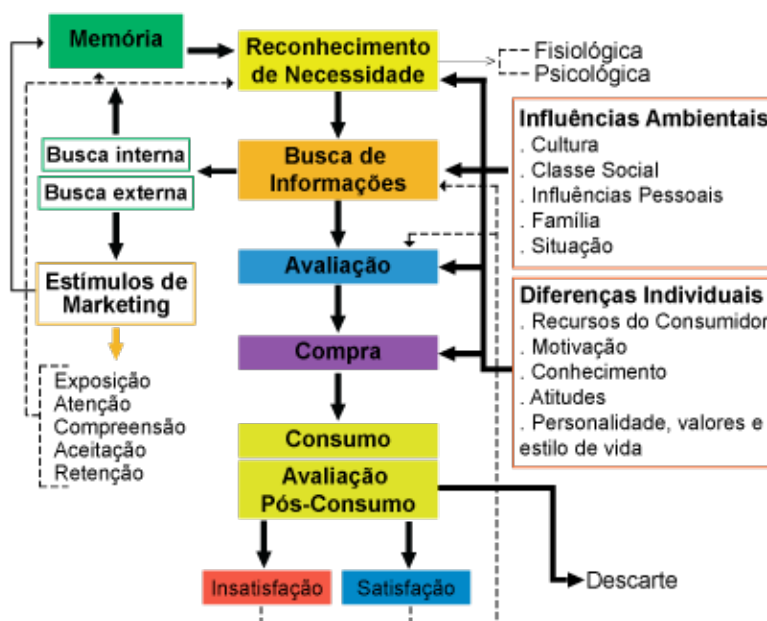 Memória
Reconhecimento
de Necessidade
Fisiológica
Psicológica
Busca interna
Busca externa
Busca de
Informações
Influências Ambientais
. Cultura
. Classe Social
. Influências Pessoais
. Família
. Situação
Estímulos de
Marketing
Avaliação
Diferenças Individuais
. Recursos do Consumidor
. Motivação
. Conhecimento
. Atitudes
. Personalidade, valores e
estilo de vida
Compra
Exposição
Atenção
Compreensão
Aceitação
Retenção
Consumo
Avaliação
Pós-Consumo
Insatisfação
Satisfação
Descarte